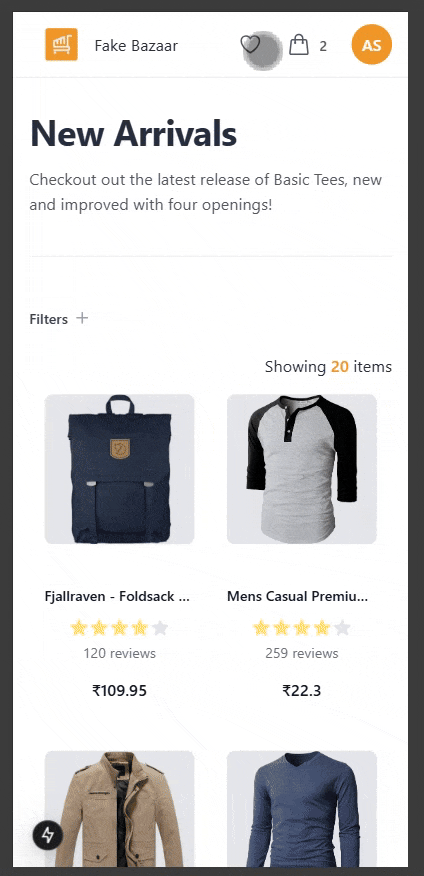 Fake Bazaar
2
AS
New Arrivals
Checkout out the latest release of Basic Tees, new
and improved with four openings!
Filters
Showing 20 items
Fjallraven - Foldsack ...
Mens Casual Premiu...
120 reviews
259 reviews
₹109.95
₹22.3